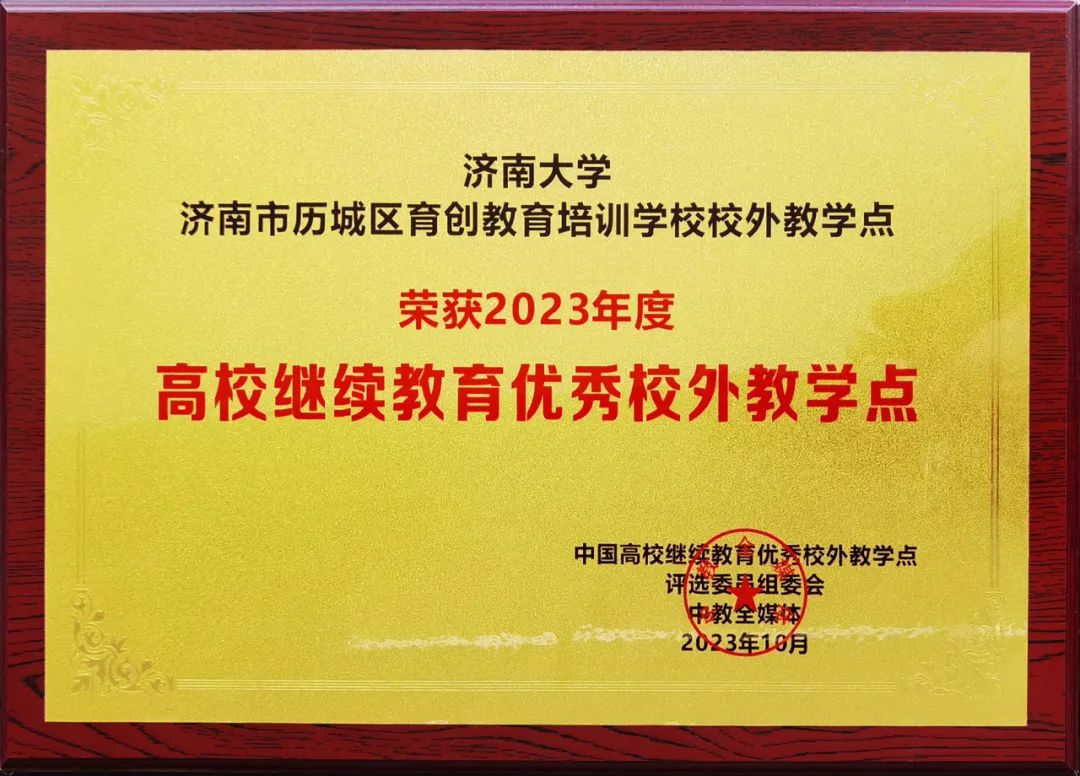 济南大学
济南市历城区育创教育培训学校校外教学点
荣获2023年度
高校继续教育优秀校外教学点
中国高校继续教育优秀校外教学点
评选委员组委会
中教全媒体
2023年10月